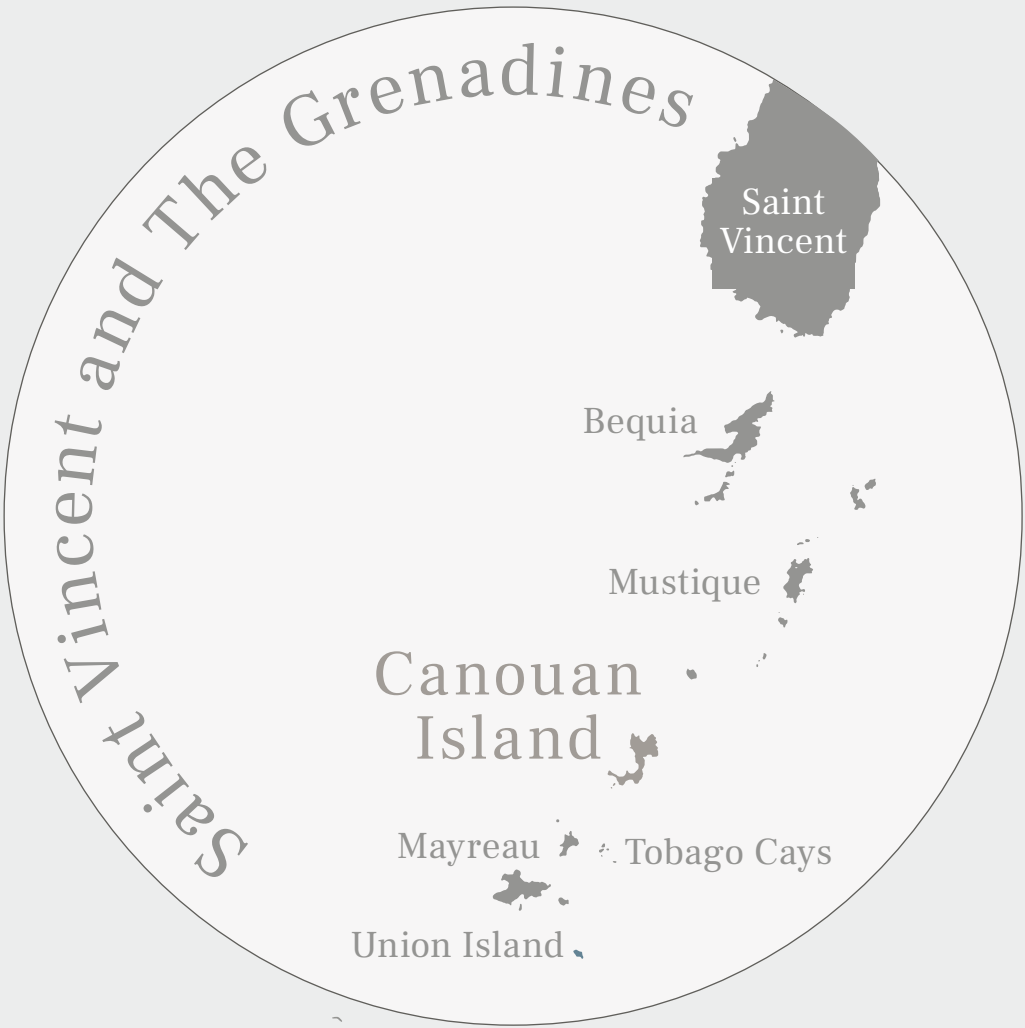 Saint Vincent and The Grenadines
Saint
Vincent
Bequia
Mustique
Canouan
Island
Mayreau
Tobago Cays
Union Island